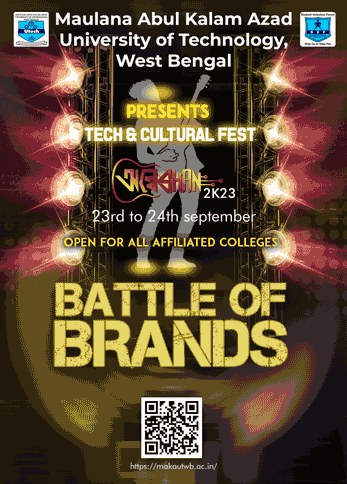 Maulana Abul Kalam Azad
University of Technology,
West Bengal
PRESENTS
TECH & CULTURAL FEST
2K23
23rd to 24th september
OPEN FOR ALL AFFILIATED COLLEGES
BATTLE OF
BRANDS
https://makautwb.ac.in/